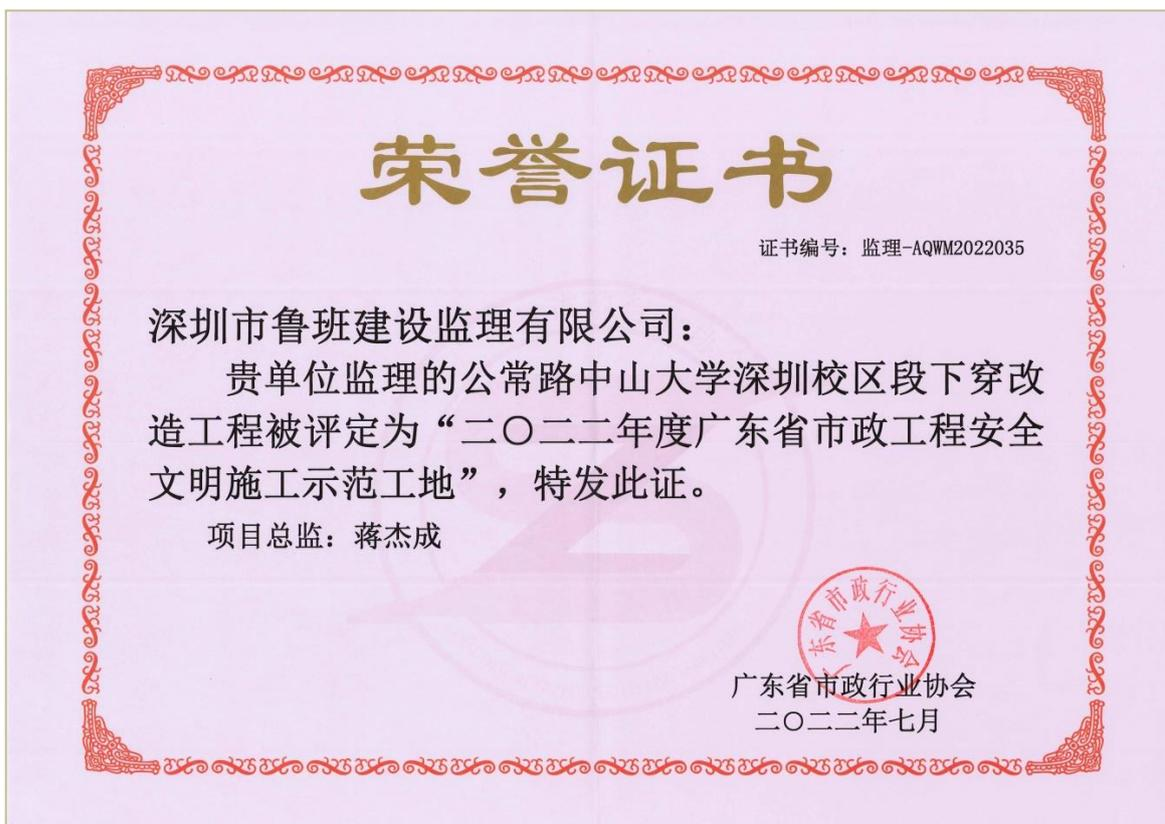 荣誉证书
证书编号：监理-AQWM2022035
深圳市鲁班建设监理有限公司：
贵单位监理的公常路中山大学深圳校区段下穿改
造工程被评定为“二〇二二年度广东省市政工程安全
文明施工示范工地”，特发此证。
项目总监：蒋杰成
广东省市政行业协会
广东省市政行业协会
二〇二二年七月